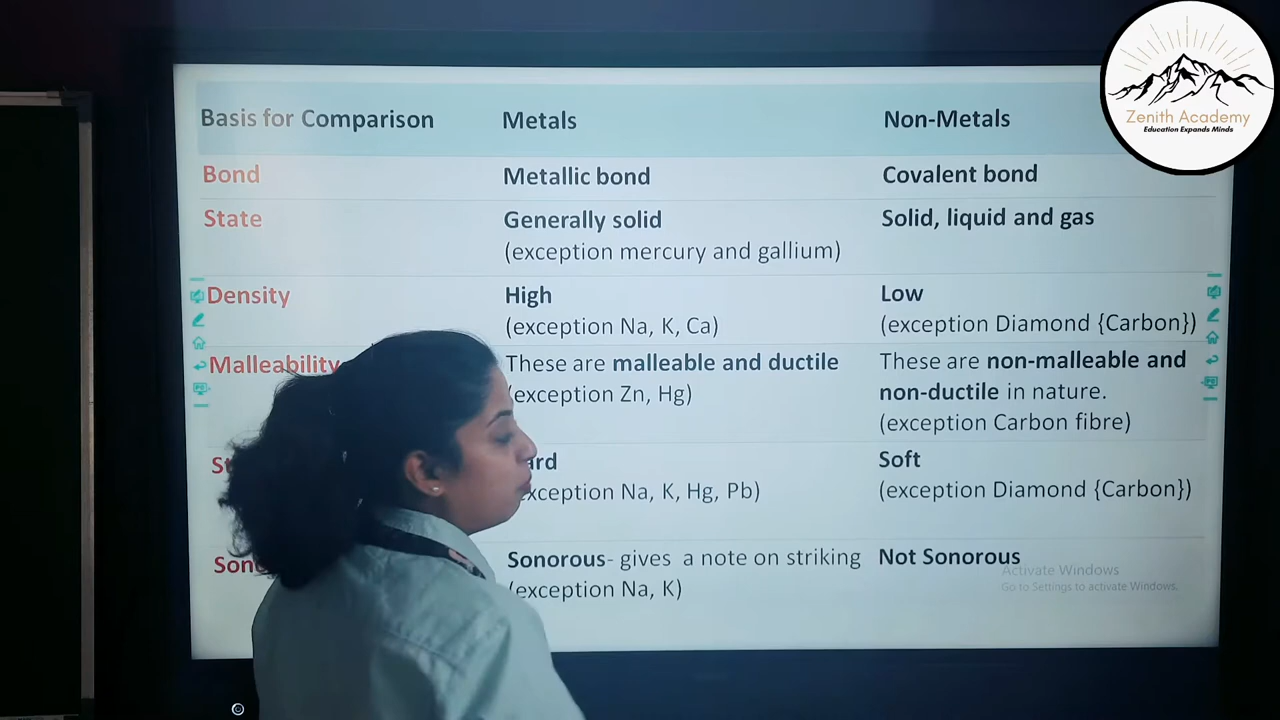 Zenith Academy
Education Expands Minds
Basis for Comparison Metals Non-Metals
Bond Metallic bond Covalent bond
State Generally solid Solid, liquid and gas
(exception mercury and gallium)
Density High Low
(exception Na, K, Ca) (exception Diamond {Carbon})
Malleability These are malleable and ductile These are non-malleable and
(exception Zn, Hg) non-ductile in nature.
(exception Carbon fibre)
Soft
Na, K, Hg, Pb) (exception Diamond {Carbon})
Sonorous- gives a note on striking Not Sonorous
(exception Na, K)
Activate Windows
Go to Settings to activate Windows.